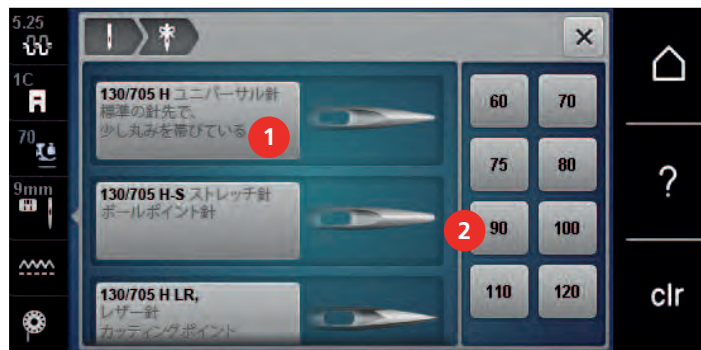 5.25
1C
70
9mm
130/705 H ユニバーサル針
標準の針先で、
少し丸みを帯びている
1
130/705 H-S ストレッチ針
ボールポイント針
130/705 H LR,
レザー針
カッティングポイント
2
60 70
75 80
90 100
110 120
?
clr